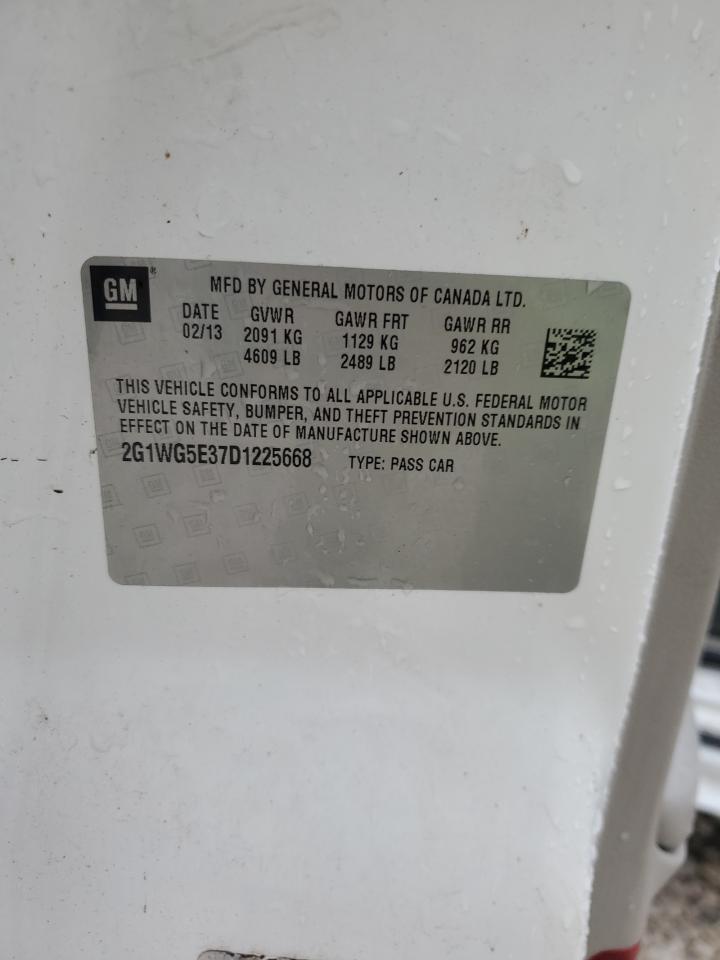 GM®
MFD BY GENERAL MOTORS OF CANADA LTD.
DATE GVWR GAWR FRT GAWR RR
02/13 2091 KG 1129 KG 962 KG
4609 LB 2489 LB 2120 LB
THIS VEHICLE CONFORMS TO ALL APPLICABLE U.S. FEDERAL MOTOR
VEHICLE SAFETY, BUMPER, AND THEFT PREVENTION STANDARDS IN
EFFECT ON THE DATE OF MANUFACTURE SHOWN ABOVE.
2G1WG5E37D1225668 TYPE: PASS CAR